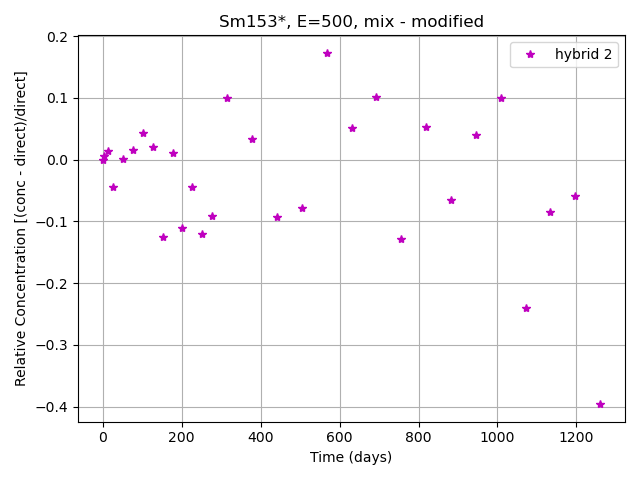 Sm153*, E=500, mix - modified
hybrid 2
0.2
0.1
0.0
−0.1
−0.2
−0.3
−0.4
Relative Concentration [(conc - direct)/direct]
0 200 400 600 800 1000 1200
Time (days)